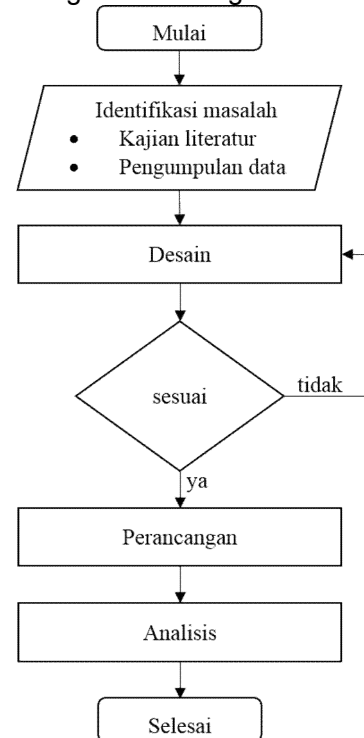 Mulai
Identifikasi masalah
• Kajian literatur
• Pengumpulan data
Desain
sesuai
tidak
ya
Perancangan
Analisis
Selesai